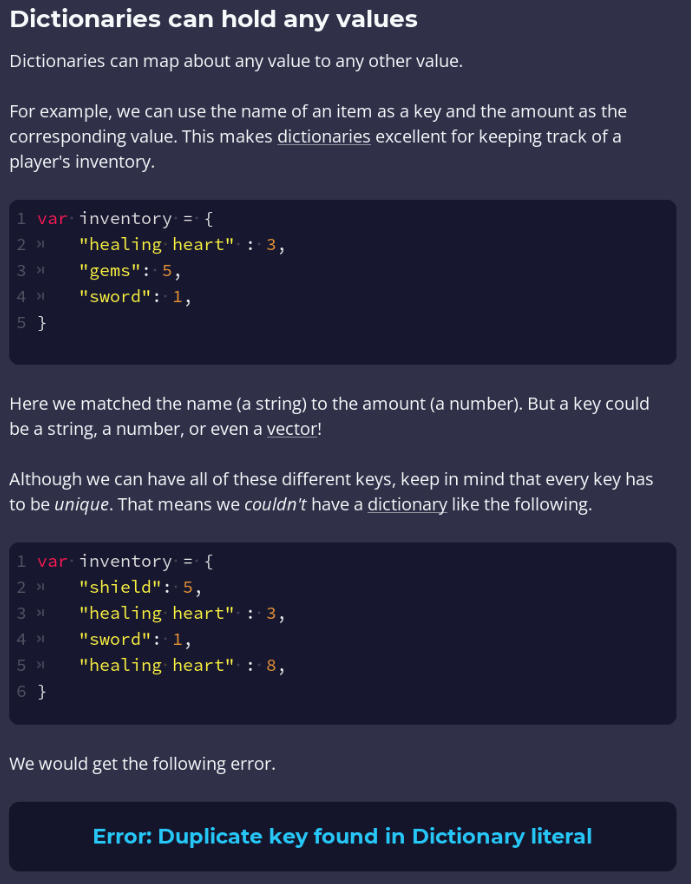 Dictionaries can hold any values
Dictionaries can map about any value to any other value.
For example, we can use the name of an item as a key and the amount as the
corresponding value. This makes dictionaries excellent for keeping track of a
player's inventory.
1 var inventory = {
2 "healing heart" : 3,
3 "gems": 5,
4 "sword": 1,
5 }
Here we matched the name (a string) to the amount (a number). But a key could
be a string, a number, or even a vector!
Although we can have all of these different keys, keep in mind that every key has
to be unique. That means we couldn't have a dictionary like the following.
1 var inventory = {
2 "shield": 5,
3 "healing heart" : 3,
4 "sword": 1,
5 "healing heart" : 8,
6 }
We would get the following error.
Error: Duplicate key found in Dictionary literal